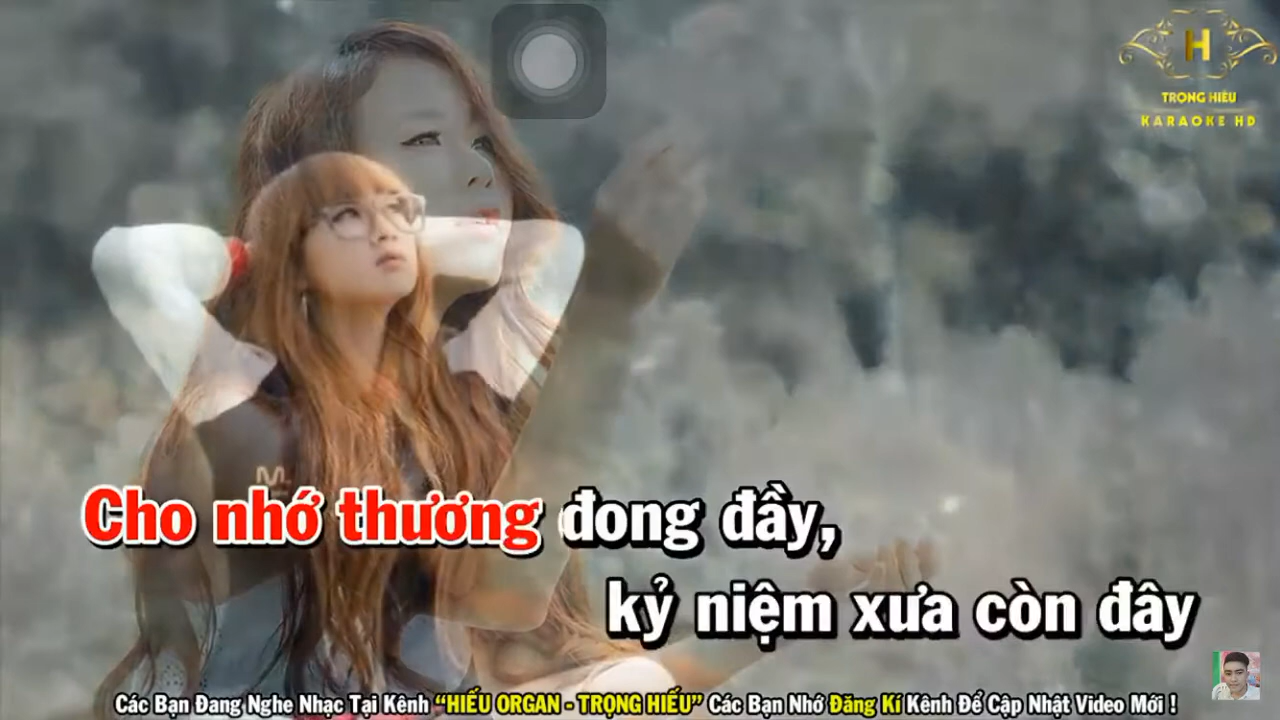 H
TRỌNG HIẾU
KARAOKE HD
Cho nhớ thương đong đầy,
kỷ niệm xưa còn đây
Các Bạn Đang Nghe Nhạc Tại Kênh “HIẾU ORGAN - TRỌNG HIẾU” Các Bạn Nhớ Đăng Kí Kênh Để Cập Nhật Video Mới !